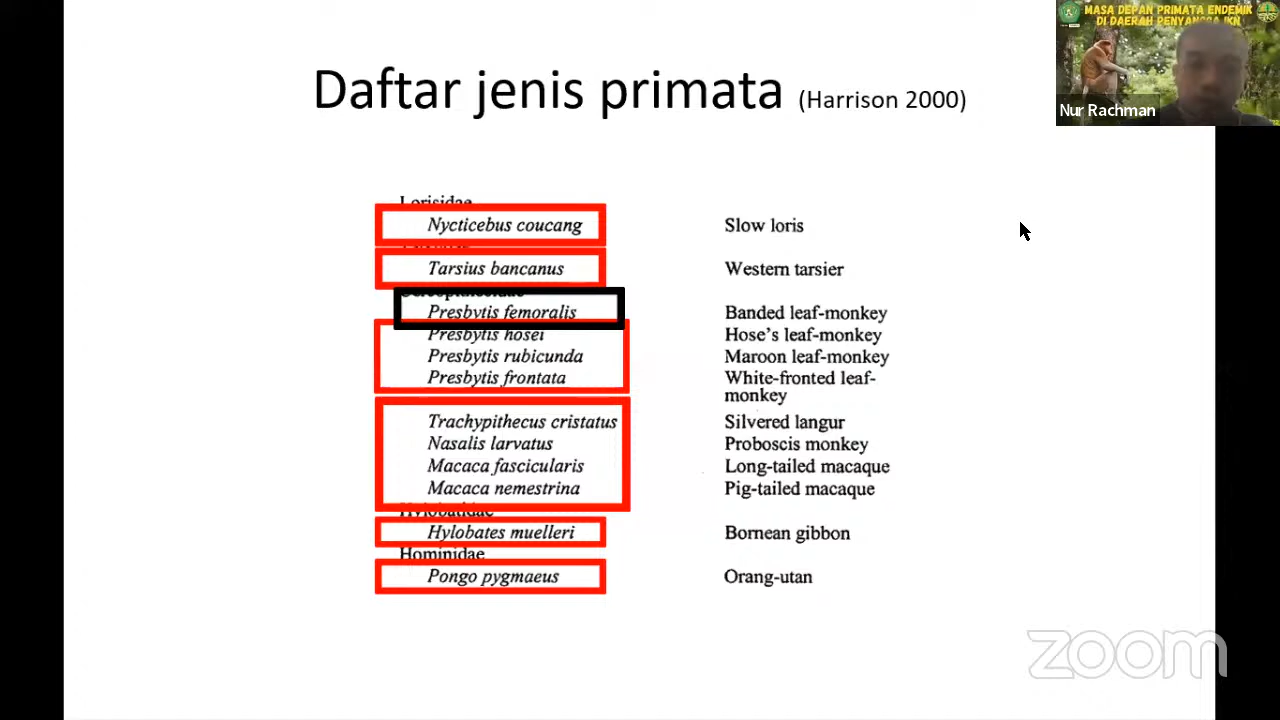 MASA DEPAN PRIMATA ENDEMIK
DI DAERAH PENYANGGA IKN
Nur Rachman
Daftar jenis primata (Harrison 2000)
Lorisidae
Nycticebus coucang Slow loris
Tarsius bancanus Western tarsier
Presbytis femoralis Banded leaf-monkey
Presbytis hosei Hose's leaf-monkey
Presbytis rubicunda Maroon leaf-monkey
Presbytis frontata White-fronted leaf-
monkey
Trachypithecus cristatus Silvered langur
Nasalis larvatus Proboscis monkey
Macaca fascicularis Long-tailed macaque
Macaca nemestrina Pig-tailed macaque
Hylobatidae
Hylobates muelleri Bornean gibbon
Hominidae
Pongo pygmaeus Orang-utan
zoom